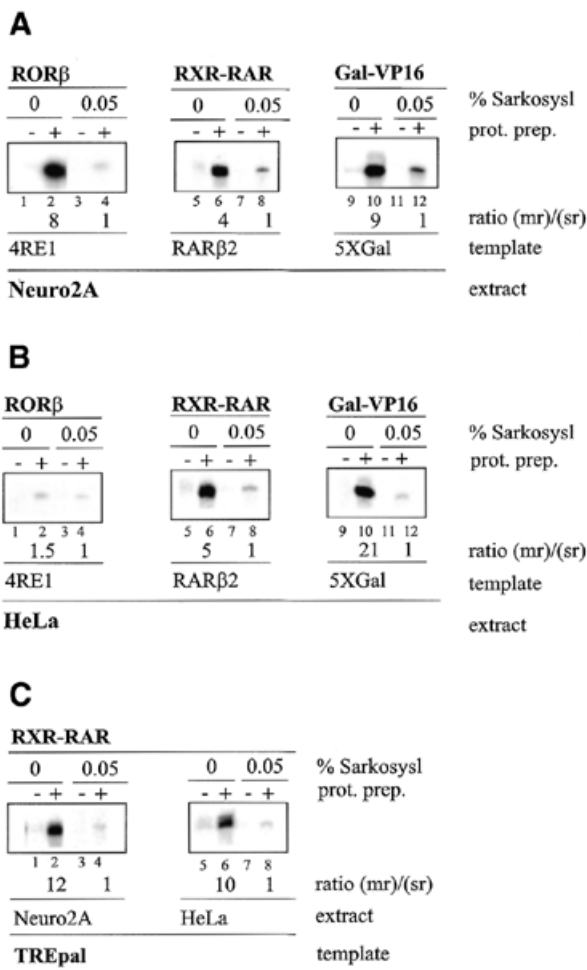 A
RORβ RXR-RAR Gal-VP16
0 0.05 0 0.05 0 0.05 % Sarkosysl
- + - + - + - + - + - + prot. prep.
1 2 3 4 5 6 7 8 9 10 11 12
8 1 4 1 9 1 ratio (mr)/(sr)
4RE1 RARβ2 5XGal template
Neuro2A extract
B
RORβ RXR-RAR Gal-VP16
0 0.05 0 0.05 0 0.05 % Sarkosysl
- + - + - + - + - + - + prot. prep.
1 2 3 4 5 6 7 8 9 10 11 12
1.5 1 5 1 21 1 ratio (mr)/(sr)
4RE1 RARβ2 5XGal template
HeLa extract
C
RXR-RAR
0 0.05 0 0.05 % Sarkosysl
- + - + - + - + prot. prep.
1 2 3 4 5 6 7 8
12 1 10 1 ratio (mr)/(sr)
Neuro2A HeLa extract
TREpal template